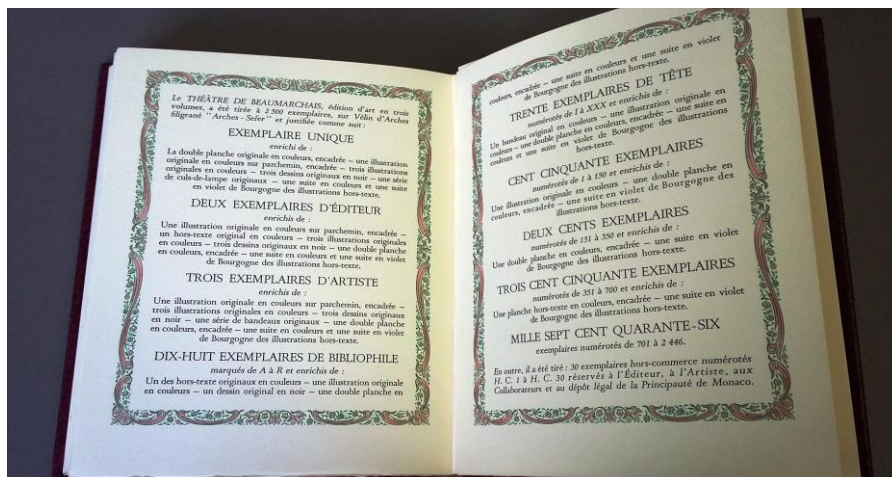 Le THÉÂTRE DE BEAUMARCHAIS, édition d'art en trois
volumes, a été tirée à 2 500 exemplaires, sur Vélin d'Arches
filigrané "Arches - Sefer" et justifiée comme suit :
EXEMPLAIRE UNIQUE
enrichi de :
La double planche originale en couleurs, encadrée – une illustration
originale en couleurs sur parchemin, encadrée – trois illustrations
originales en couleurs – trois dessins originaux en noir – une série
de culs-de-lampe originaux – une suite en couleurs et une suite
en violet de Bourgogne des illustrations hors-texte.
DEUX EXEMPLAIRES D'ÉDITEUR
enrichis de :
Une illustration originale en couleurs sur parchemin, encadrée –
un hors-texte original en couleurs – trois illustrations originales
en couleurs – trois dessins originaux en noir – une double planche
en couleurs, encadrée – une suite en couleurs et une suite en violet
de Bourgogne des illustrations hors-texte.
TROIS EXEMPLAIRES D'ARTISTE
enrichis de :
Une illustration originale en couleurs sur parchemin, encadrée –
trois illustrations originales en couleurs – trois dessins originaux
en noir – une série de bandeaux originaux – une double planche
en couleurs, encadrée – une suite en couleurs et une suite en violet
de Bourgogne des illustrations hors-texte.
DIX-HUIT EXEMPLAIRES DE BIBLIOPHILE
marqués de A à R et enrichis de :
Un des hors-texte originaux en couleurs – une illustration originale
en couleurs – un dessin original en noir – une double planche en
couleurs, encadrée – une suite en couleurs et une suite en violet
de Bourgogne des illustrations hors-texte.
TRENTE EXEMPLAIRES DE TÊTE
numérotés de I à XXX et enrichis de :
Un bandeau original en couleurs – une illustration originale en
couleurs – une double planche en couleurs, encadrée – une suite en
couleurs et une suite en violet de Bourgogne des illustrations
hors-texte.
CENT CINQUANTE EXEMPLAIRES
numérotés de 1 à 150 et enrichis de :
Une illustration originale en couleurs – une double planche en
couleurs, encadrée – une suite en violet de Bourgogne des
illustrations hors-texte.
DEUX CENTS EXEMPLAIRES
numérotés de 151 à 350 et enrichis de :
Une double planche en couleurs, encadrée – une suite en violet
de Bourgogne des illustrations hors-texte.
TROIS CENT CINQUANTE EXEMPLAIRES
numérotés de 351 à 700 et enrichis de :
Une planche hors-texte en couleurs, encadrée – une suite en violet
de Bourgogne des illustrations hors-texte.
MILLE SEPT CENT QUARANTE-SIX
exemplaires numérotés de 701 à 2 446.
En outre, il a été tiré : 30 exemplaires hors-commerce numérotés
H. C. 1 à H. C. 30 réservés à l'Éditeur, à l'Artiste, aux
Collaborateurs et au dépôt légal de la Principauté de Monaco.